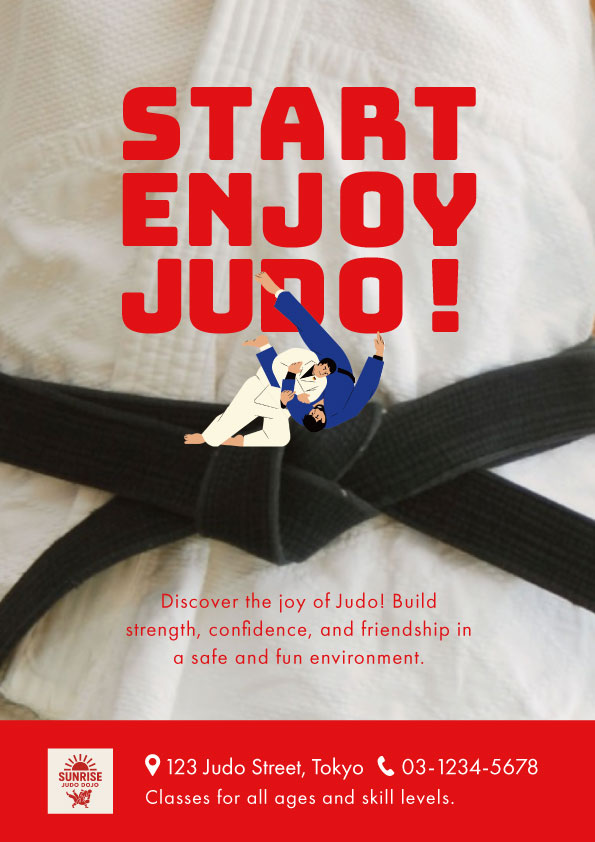 START
ENJOY
JUDO!
Discover the joy of Judo! Build
strength, confidence, and friendship in
a safe and fun environment.
SUNRISE
JUDO DOJO
123 Judo Street, Tokyo 03-1234-5678
Classes for all ages and skill levels.